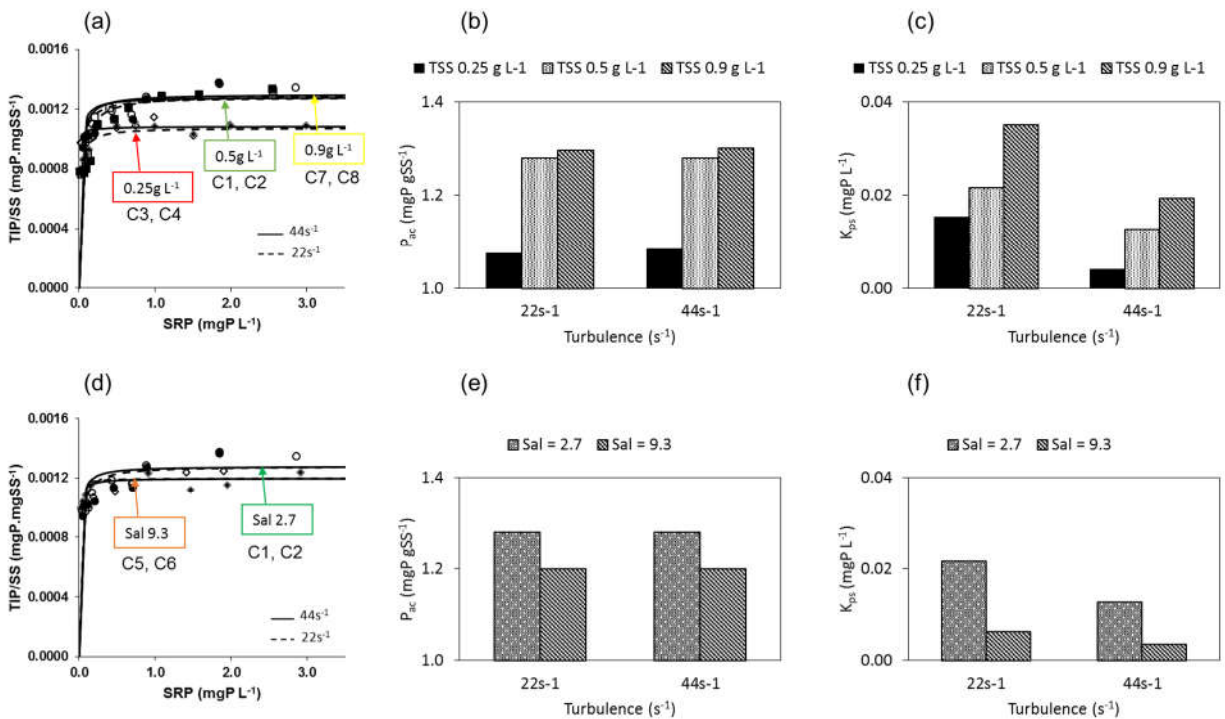 (a)
0.0016
0.0012
0.0008
0.0004
0.0000
TIP/SS (mgP.mgSS⁻¹)
0.25g L⁻¹
C3, C4
0.5g L⁻¹
C1, C2
0.9g L⁻¹
C7, C8
44s⁻¹
22s⁻¹
0.0 1.0 2.0 3.0
SRP (mgP L⁻¹)
(b)
TSS 0.25 g L-1 TSS 0.5 g L-1 TSS 0.9 g L-1
1.4
1.3
1.2
1.1
1.0
Pac (mgP gSS⁻¹)
22s-1 44s-1
Turbulence (s⁻¹)
(c)
TSS 0.25 g L-1 TSS 0.5 g L-1 TSS 0.9 g L-1
0.04
0.02
0.00
Kps (mgP L⁻¹)
22s-1 44s-1
Turbulence (s⁻¹)
(d)
0.0016
0.0012
0.0008
0.0004
0.0000
TIP/SS (mgP.mgSS⁻¹)
Sal 9.3
C5, C6
Sal 2.7
C1, C2
44s⁻¹
22s⁻¹
0.0 1.0 2.0 3.0
SRP (mgP L⁻¹)
(e)
Sal = 2.7 Sal = 9.3
1.4
1.2
1.0
Pac (mgP gSS⁻¹)
22s-1 44s-1
Turbulence (s⁻¹)
(f)
Sal = 2.7 Sal = 9.3
0.04
0.02
0.00
Kps (mgP L⁻¹)
22s-1 44s-1
Turbulence (s⁻¹)